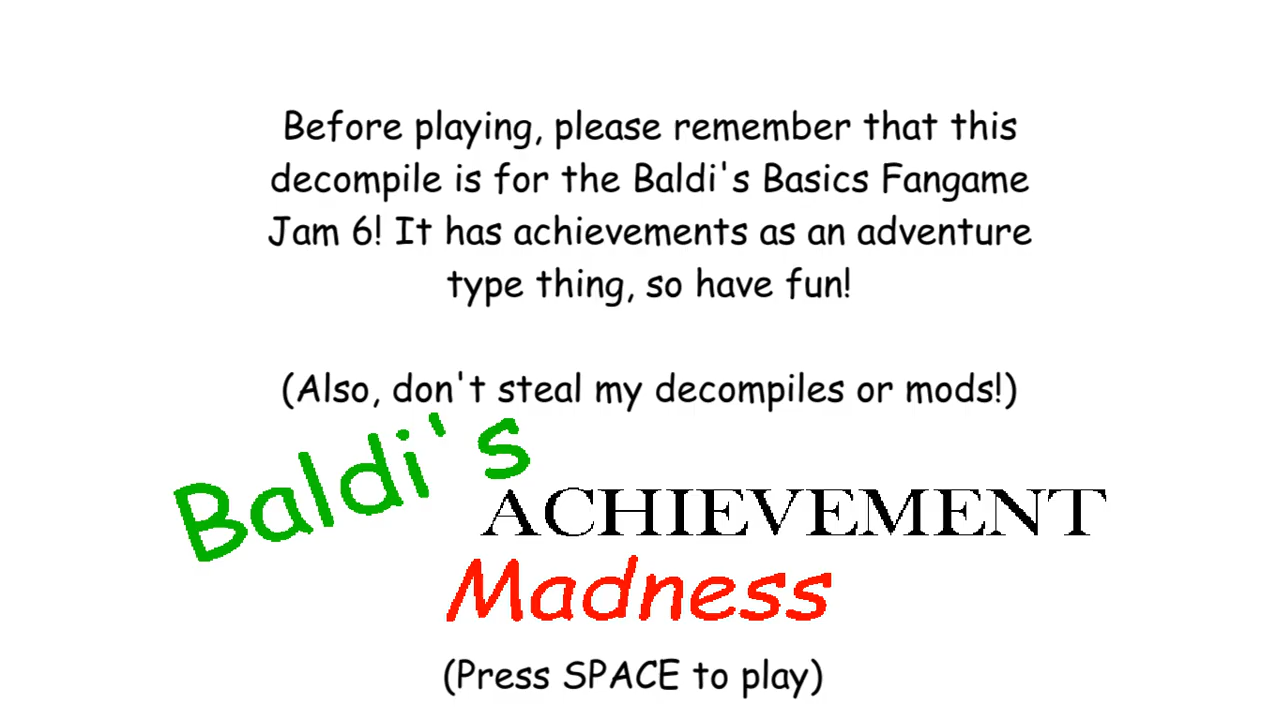 Before playing, please remember that this
decompile is for the Baldi's Basics Fangame
Jam 6! It has achievements as an adventure
type thing, so have fun!
(Also, don't steal my decompiles or mods!)
Baldi's
ACHIEVEMENT
Madness
(Press SPACE to play)